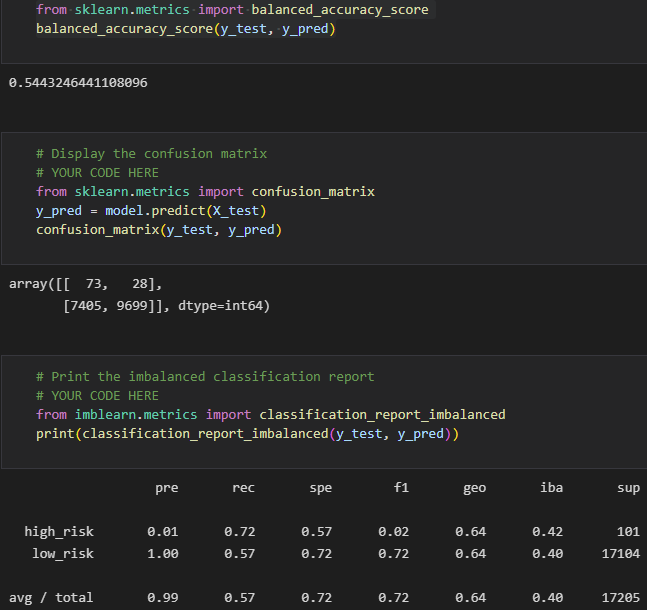 from sklearn.metrics import balanced_accuracy_score
balanced_accuracy_score(y_test, y_pred)
0.5443246441108096
# Display the confusion matrix
# YOUR CODE HERE
from sklearn.metrics import confusion_matrix
y_pred = model.predict(X_test)
confusion_matrix(y_test, y_pred)
array([[  73,   28],
       [7405, 9699]], dtype=int64)
# Print the imbalanced classification report
# YOUR CODE HERE
from imblearn.metrics import classification_report_imbalanced
print(classification_report_imbalanced(y_test, y_pred))
pre rec spe f1 geo iba sup
high_risk 0.01 0.72 0.57 0.02 0.64 0.42 101
low_risk 1.00 0.57 0.72 0.72 0.64 0.40 17104
avg / total 0.99 0.57 0.72 0.72 0.64 0.40 17205